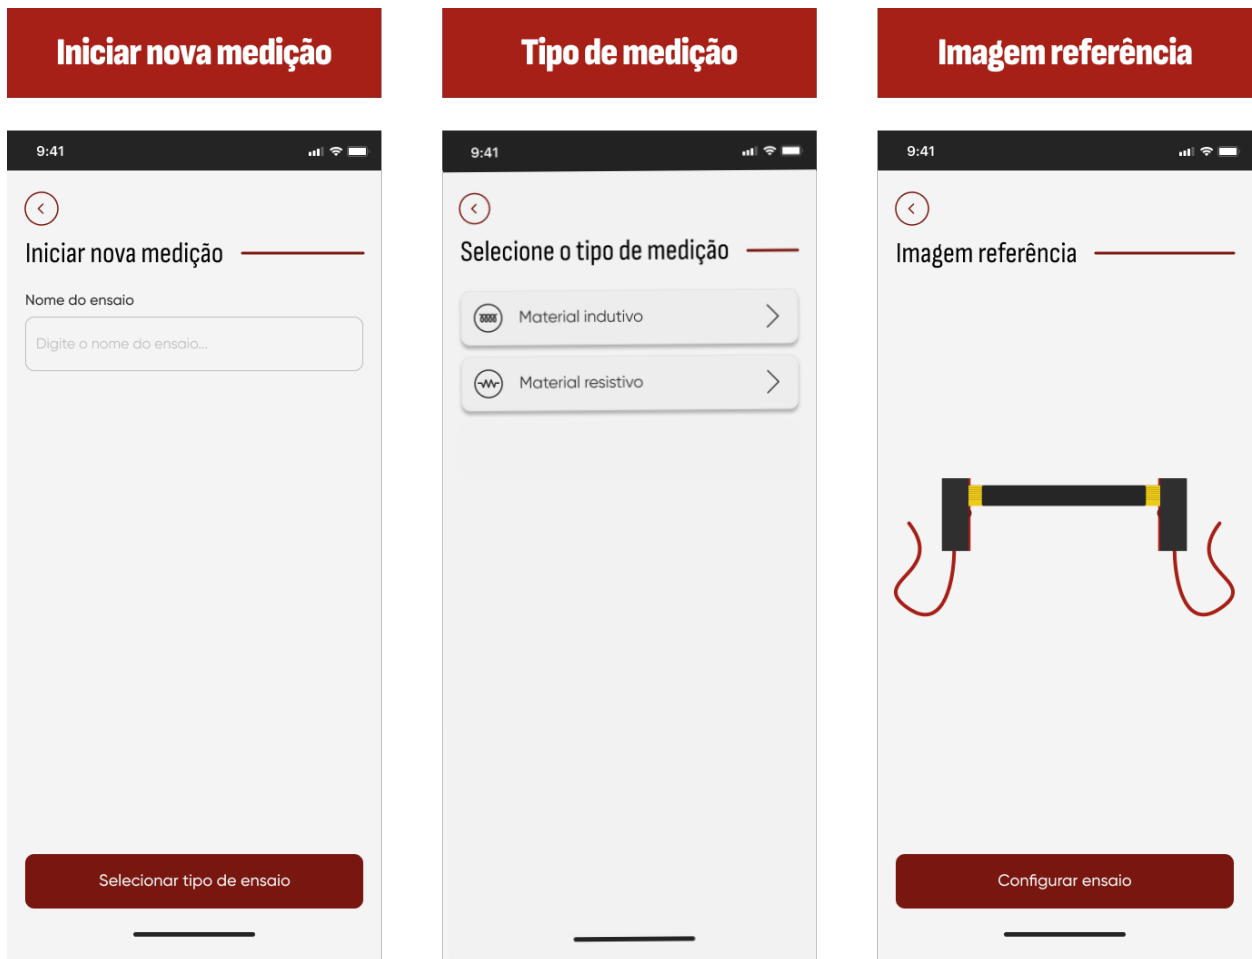 Iniciar nova medição
9:41
Iniciar nova medição
Nome do ensaio
Digite o nome do ensaio...
Selecionar tipo de ensaio
Tipo de medição
9:41
Selecione o tipo de medição
Material indutivo
Material resistivo
Imagem referência
9:41
Imagem referência
Configurar ensaio